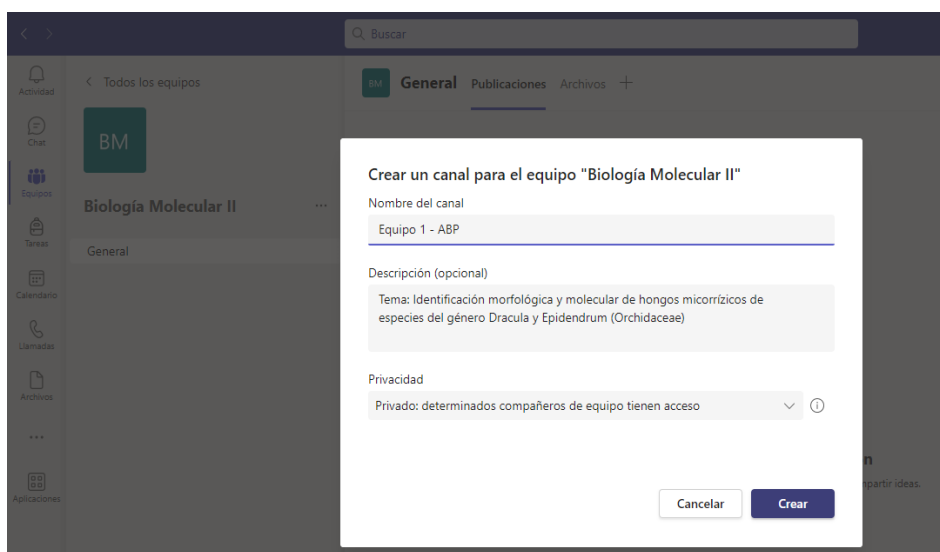 Buscar
Actividad
Chat
Equipos
Tareas
Calendario
Llamadas
Archivos
Aplicaciones
Todos los equipos
BM
Biología Molecular II
General
BM General Publicaciones Archivos
Crear un canal para el equipo "Biología Molecular II"
Nombre del canal
Equipo 1 - ABP
Descripción (opcional)
Tema: Identificación morfológica y molecular de hongos micorrízicos de
especies del género Dracula y Epidendrum (Orchidaceae)
Privacidad
Privado: determinados compañeros de equipo tienen acceso
Cancelar Crear
n
npartir ideas.